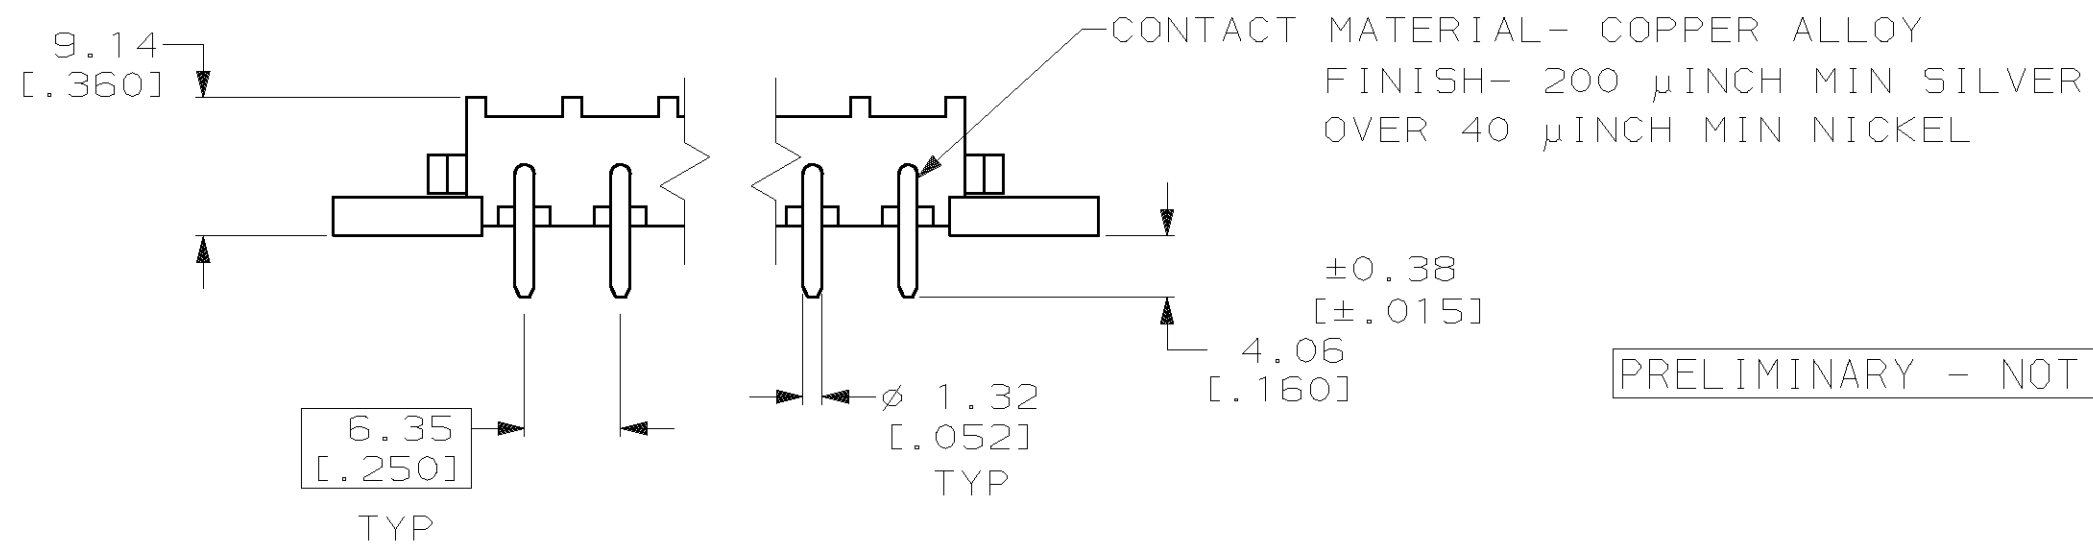 9.14
[.360]
CONTACT MATERIAL- COPPER ALLOY
FINISH- 200 µINCH MIN SILVER
OVER 40 µINCH MIN NICKEL
±0.38
[±.015]
4.06
[.160]
PRELIMINARY - NOT
ø 1.32
[.052]
TYP
6.35
[.250]
TYP